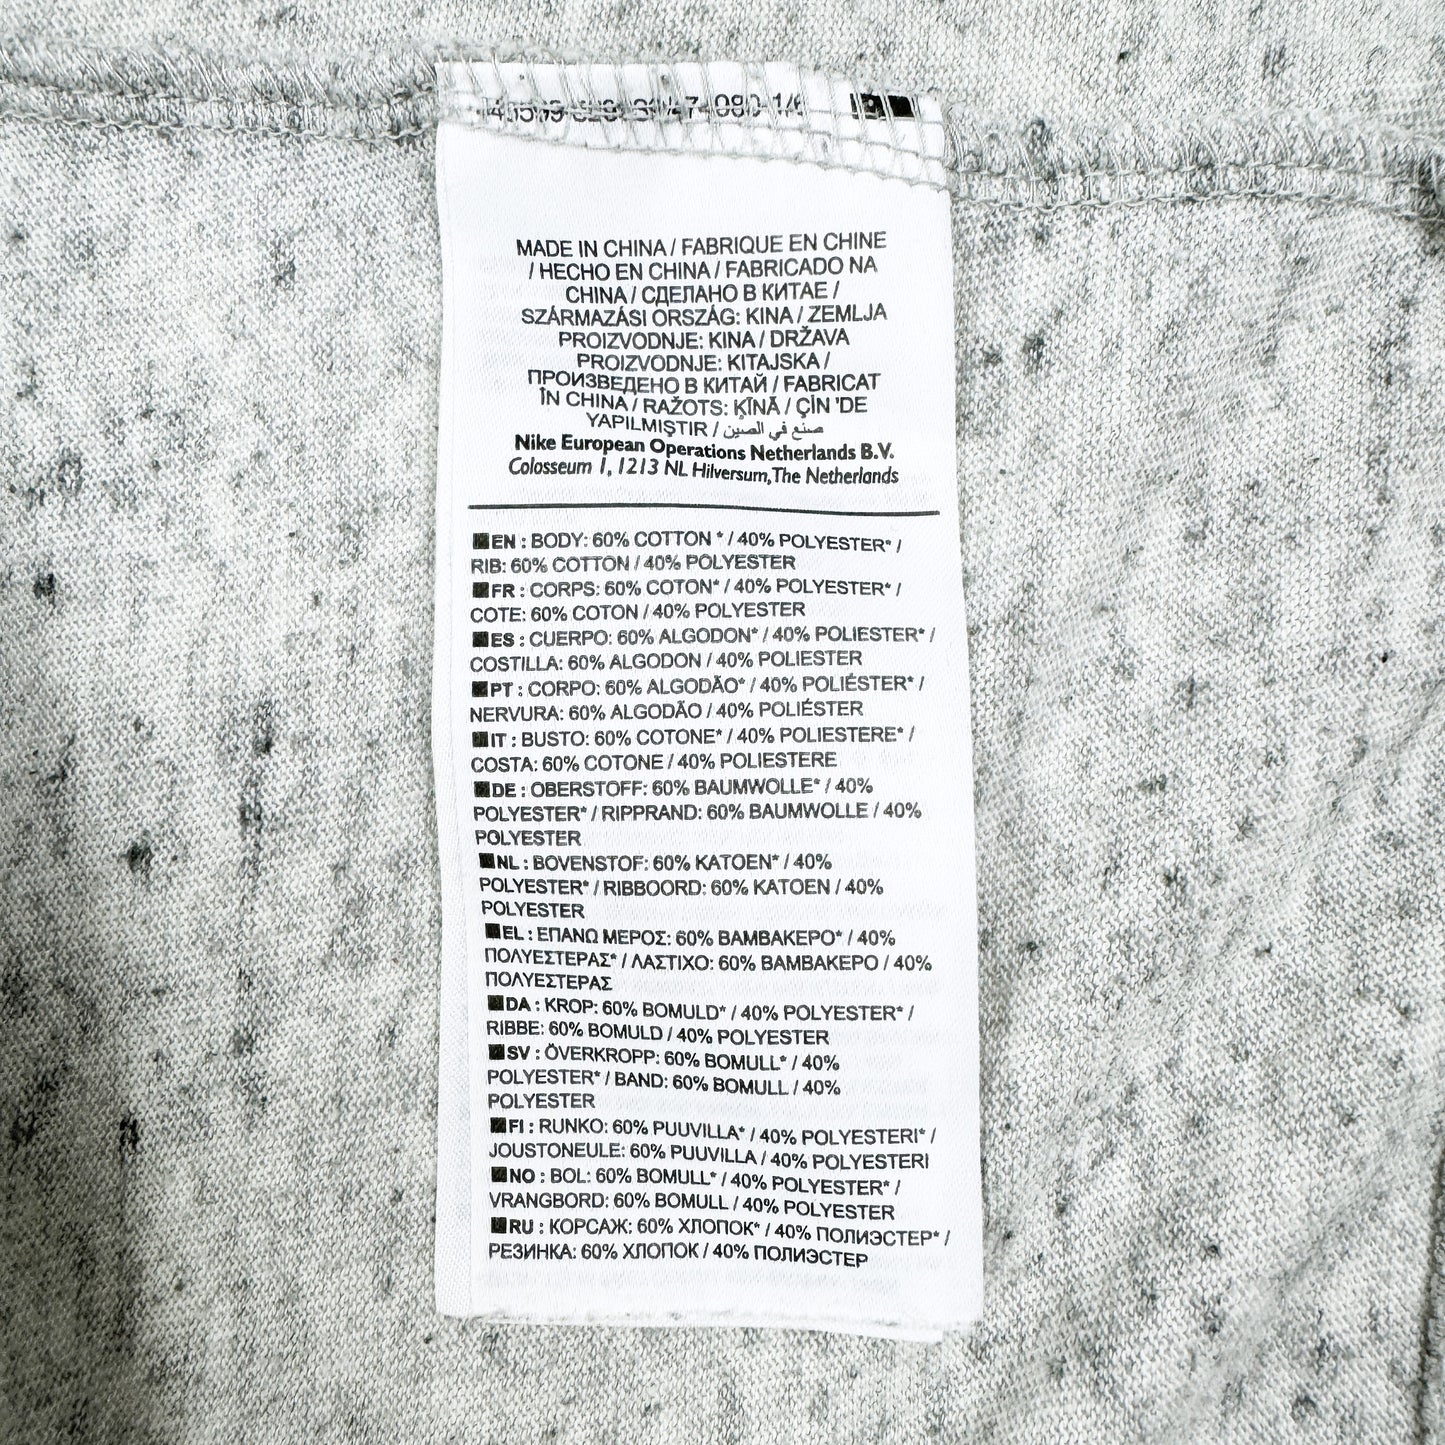 MADE IN CHINA / FABRIQUE EN CHINE
/ HECHO EN CHINA / FABRICADO NA
CHINA / СДЕЛАНО В КИТАЕ /
SZÁRMAZÁSI ORSZÁG: KINA / ZEMLJA
PROIZVODNJE: KINA / DRŽAVA
PROIZVODNJE: KITAJSKA /
ПРОИЗВЕДЕНО В КИТАЙ / FABRICAT
ÎN CHINA / RAŽOTS: ĶĪNĀ / ÇİN 'DE
YAPILMIŞTIR / صنع في الصين
Nike European Operations Netherlands B.V.
Colosseum 1, 1213 NL Hilversum, The Netherlands
EN : BODY: 60% COTTON * / 40% POLYESTER* /
RIB: 60% COTTON / 40% POLYESTER
FR : CORPS: 60% COTON* / 40% POLYESTER* /
COTE: 60% COTON / 40% POLYESTER
ES : CUERPO: 60% ALGODON* / 40% POLIESTER* /
COSTILLA: 60% ALGODON / 40% POLIESTER
PT : CORPO: 60% ALGODÃO* / 40% POLIÉSTER* /
NERVURA: 60% ALGODÃO / 40% POLIÉSTER
IT : BUSTO: 60% COTONE* / 40% POLIESTERE* /
COSTA: 60% COTONE / 40% POLIESTERE
DE : OBERSTOFF: 60% BAUMWOLLE* / 40%
POLYESTER* / RIPPRAND: 60% BAUMWOLLE / 40%
POLYESTER
NL : BOVENSTOF: 60% KATOEN* / 40%
POLYESTER* / RIBBOORD: 60% KATOEN / 40%
POLYESTER
EL : ΕΠΑΝΩ ΜΕΡΟΣ: 60% ΒΑΜΒΑΚΕΡΟ* / 40%
ΠΟΛΥΕΣΤΕΡΑΣ* / ΛΑΣΤΙΧΟ: 60% ΒΑΜΒΑΚΕΡΟ / 40%
ΠΟΛΥΕΣΤΕΡΑΣ
DA : KROP: 60% BOMULD* / 40% POLYESTER* /
RIBBE: 60% BOMULD / 40% POLYESTER
SV : ÖVERKROPP: 60% BOMULL* / 40%
POLYESTER* / BAND: 60% BOMULL / 40%
POLYESTER
FI : RUNKO: 60% PUUVILLA* / 40% POLYESTERI* /
JOUSTONEULE: 60% PUUVILLA / 40% POLYESTERI
NO : BOL: 60% BOMULL* / 40% POLYESTER* /
VRANGBORD: 60% BOMULL / 40% POLYESTER
RU : КОРСАЖ: 60% ХЛОПОК* / 40% ПОЛИЭСТЕР* /
РЕЗИНКА: 60% ХЛОПОК / 40% ПОЛИЭСТЕР